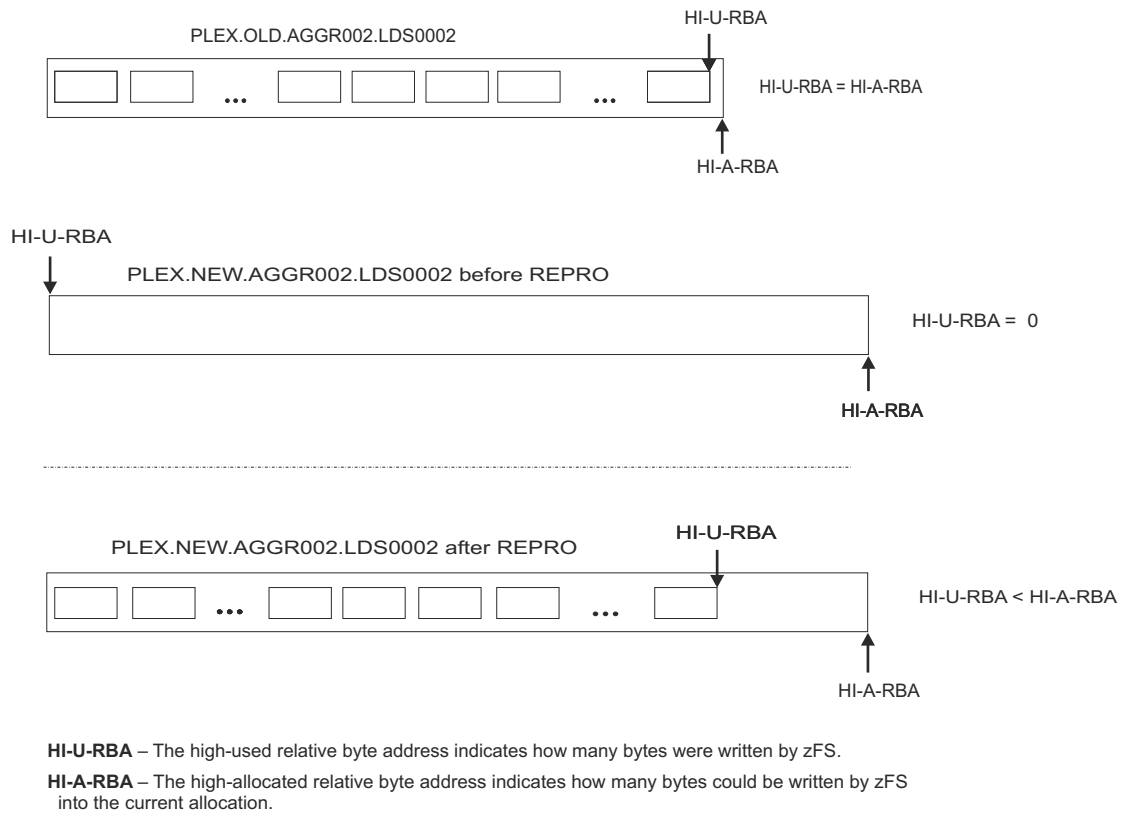 HI-U-RBA
PLEX.OLD.AGGR002.LDS0002
HI-U-RBA = HI-A-RBA
... ...
HI-A-RBA
HI-U-RBA
PLEX.NEW.AGGR002.LDS0002 before REPRO
HI-U-RBA = 0
HI-A-RBA
HI-U-RBA
PLEX.NEW.AGGR002.LDS0002 after REPRO
... ...
HI-U-RBA < HI-A-RBA
HI-A-RBA
HI-U-RBA – The high-used relative byte address indicates how many bytes were written by zFS.
HI-A-RBA – The high-allocated relative byte address indicates how many bytes could be written by zFS
into the current allocation.